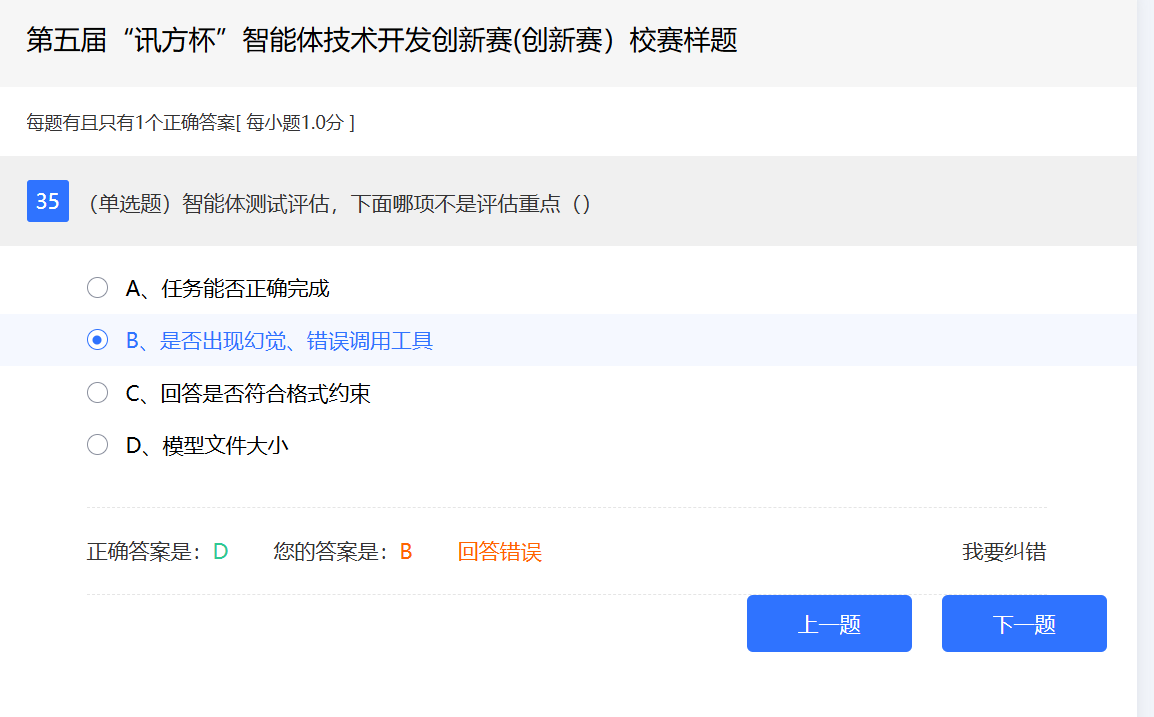 第五届“讯方杯”智能体技术开发创新赛(创新赛）校赛样题
每题有且只有1个正确答案[ 每小题1.0分 ]
35 （单选题）智能体测试评估，下面哪项不是评估重点（）
A、任务能否正确完成
B、是否出现幻觉、错误调用工具
C、回答是否符合格式约束
D、模型文件大小
正确答案是：D 您的答案是：B 回答错误 我要纠错
上一题 下一题